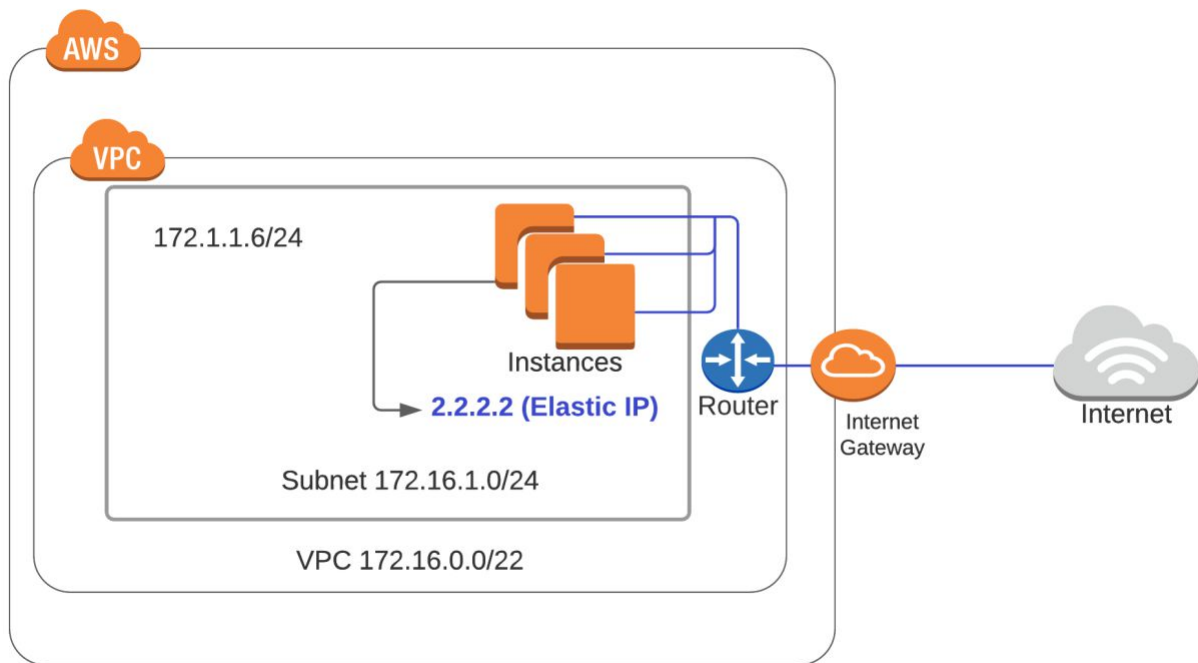 AWS
VPC
172.1.1.6/24
Instances
2.2.2.2 (Elastic IP)
Router
Internet
Gateway
Internet
Subnet 172.16.1.0/24
VPC 172.16.0.0/22